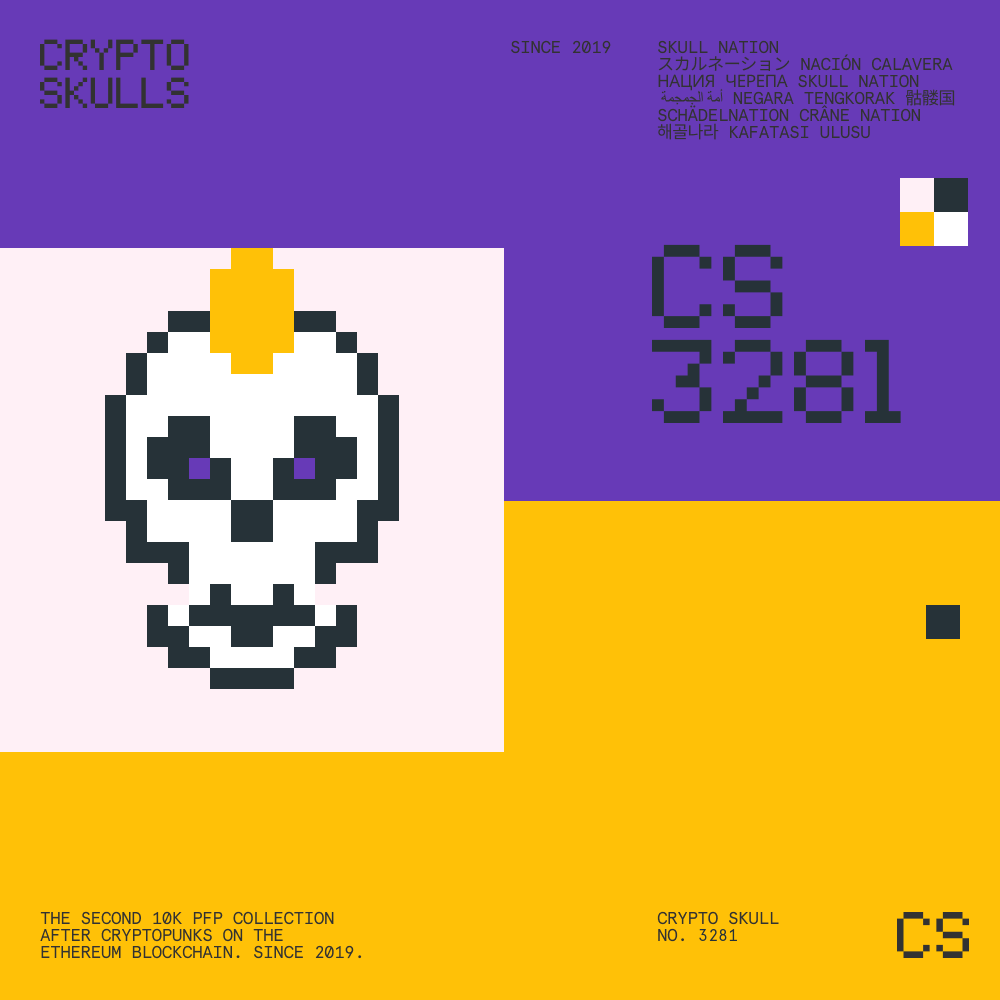 CRYPTO
SKULLS
SINCE 2019
SKULL NATION
スカルネーション NACIÓN CALAVERA
НАЦИЯ ЧЕРЕПА SKULL NATION
أمة الجمجمة NEGARA TENGKORAK 骷髅国
SCHÄDELNATION CRÂNE NATION
해골나라 KAFATASI ULUSU
CS
3281
THE SECOND 10K PFP COLLECTION
AFTER CRYPTOPUNKS ON THE
ETHEREUM BLOCKCHAIN. SINCE 2019.
CRYPTO SKULL
NO. 3281
CS